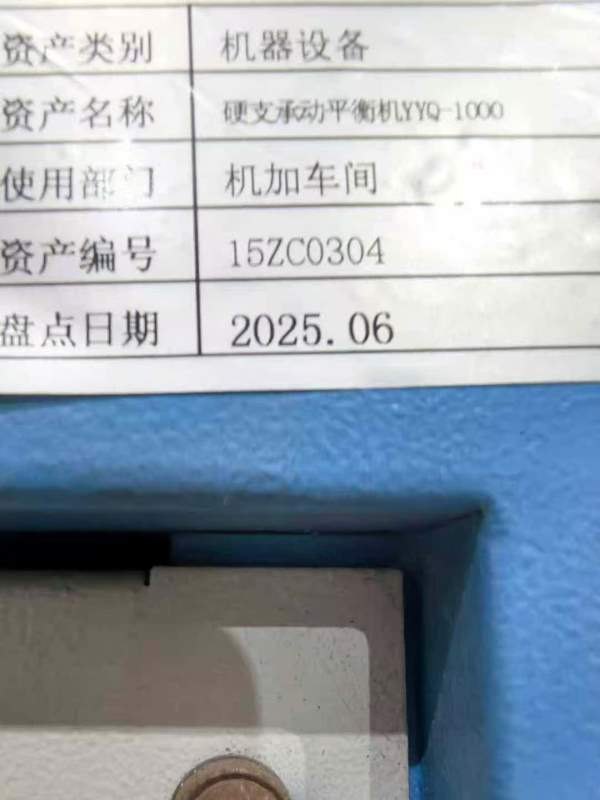 资产类别 机器设备
资产名称 硬支承动平衡机YYQ-1000
使用部门 机加车间
资产编号 15ZC0304
盘点日期 2025.06